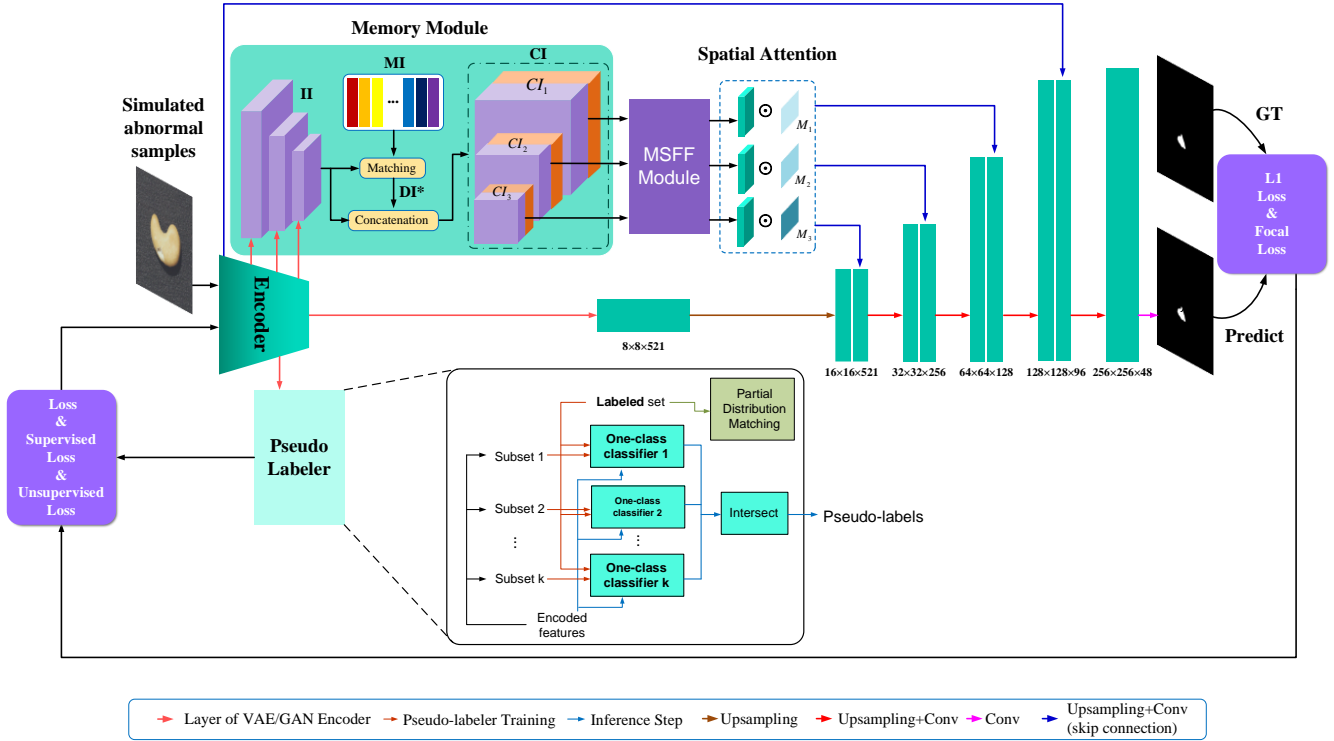 Memory Module
MI
II
...
Matching
DI*
Concatenation
CI
CI1
CI2
CI3
Simulated
abnormal
samples
MSFF
Module
Spatial Attention
M1
M2
M3
GT
L1
Loss
&
Focal
Loss
Predict
Encoder
8×8×521
16×16×521
32×32×256
64×64×128
128×128×96
256×256×48
Loss
&
Supervised
Loss
&
Unsupervised
Loss
Pseudo
Labeler
Labeled set
Partial
Distribution
Matching
Subset 1
One-class
classifier 1
Subset 2
One-class
classifier 2
Intersect
Pseudo-labels
⋮
⋮
Subset k
One-class
classifier k
Encoded
features
Layer of VAE/GAN Encoder
Pseudo-labeler Training
Inference Step
Upsampling
Upsampling+Conv
Conv
Upsampling+Conv
(skip connection)